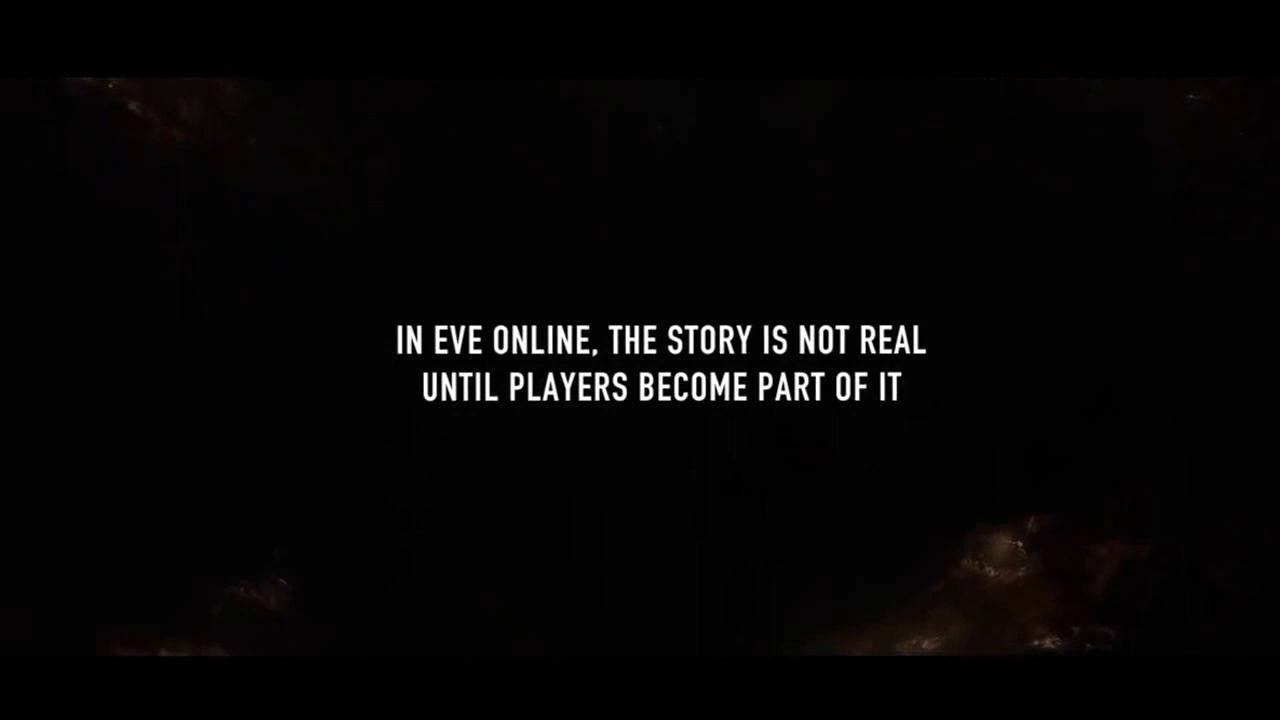 IN EVE ONLINE, THE STORY IS NOT REAL
UNTIL PLAYERS BECOME PART OF IT